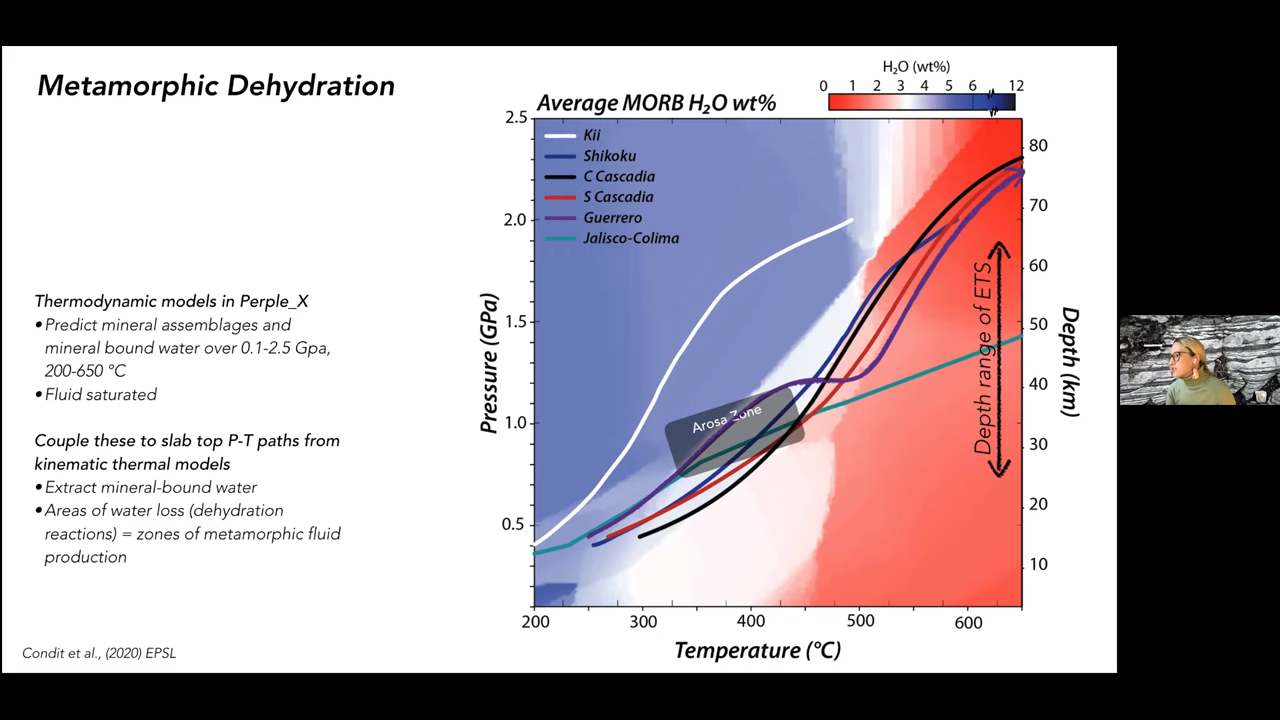 Metamorphic Dehydration
Thermodynamic models in Perple_X
•Predict mineral assemblages and
mineral bound water over 0.1-2.5 Gpa,
200-650 °C
•Fluid saturated
Couple these to slab top P-T paths from
kinematic thermal models
•Extract mineral-bound water
•Areas of water loss (dehydration
reactions) = zones of metamorphic fluid
production
Condit et al., (2020) EPSL
H₂O (wt%)
0 1 2 3 4 5 6 12
Average MORB H₂O wt%
Kii
Shikoku
C Cascadia
S Cascadia
Guerrero
Jalisco-Colima
Arosa Zone
Depth range of ETS
Pressure (GPa)
2.5
2.0
1.5
1.0
0.5
80
70
60
50
40
30
20
10
Depth (km)
200 300 400 500 600
Temperature (°C)